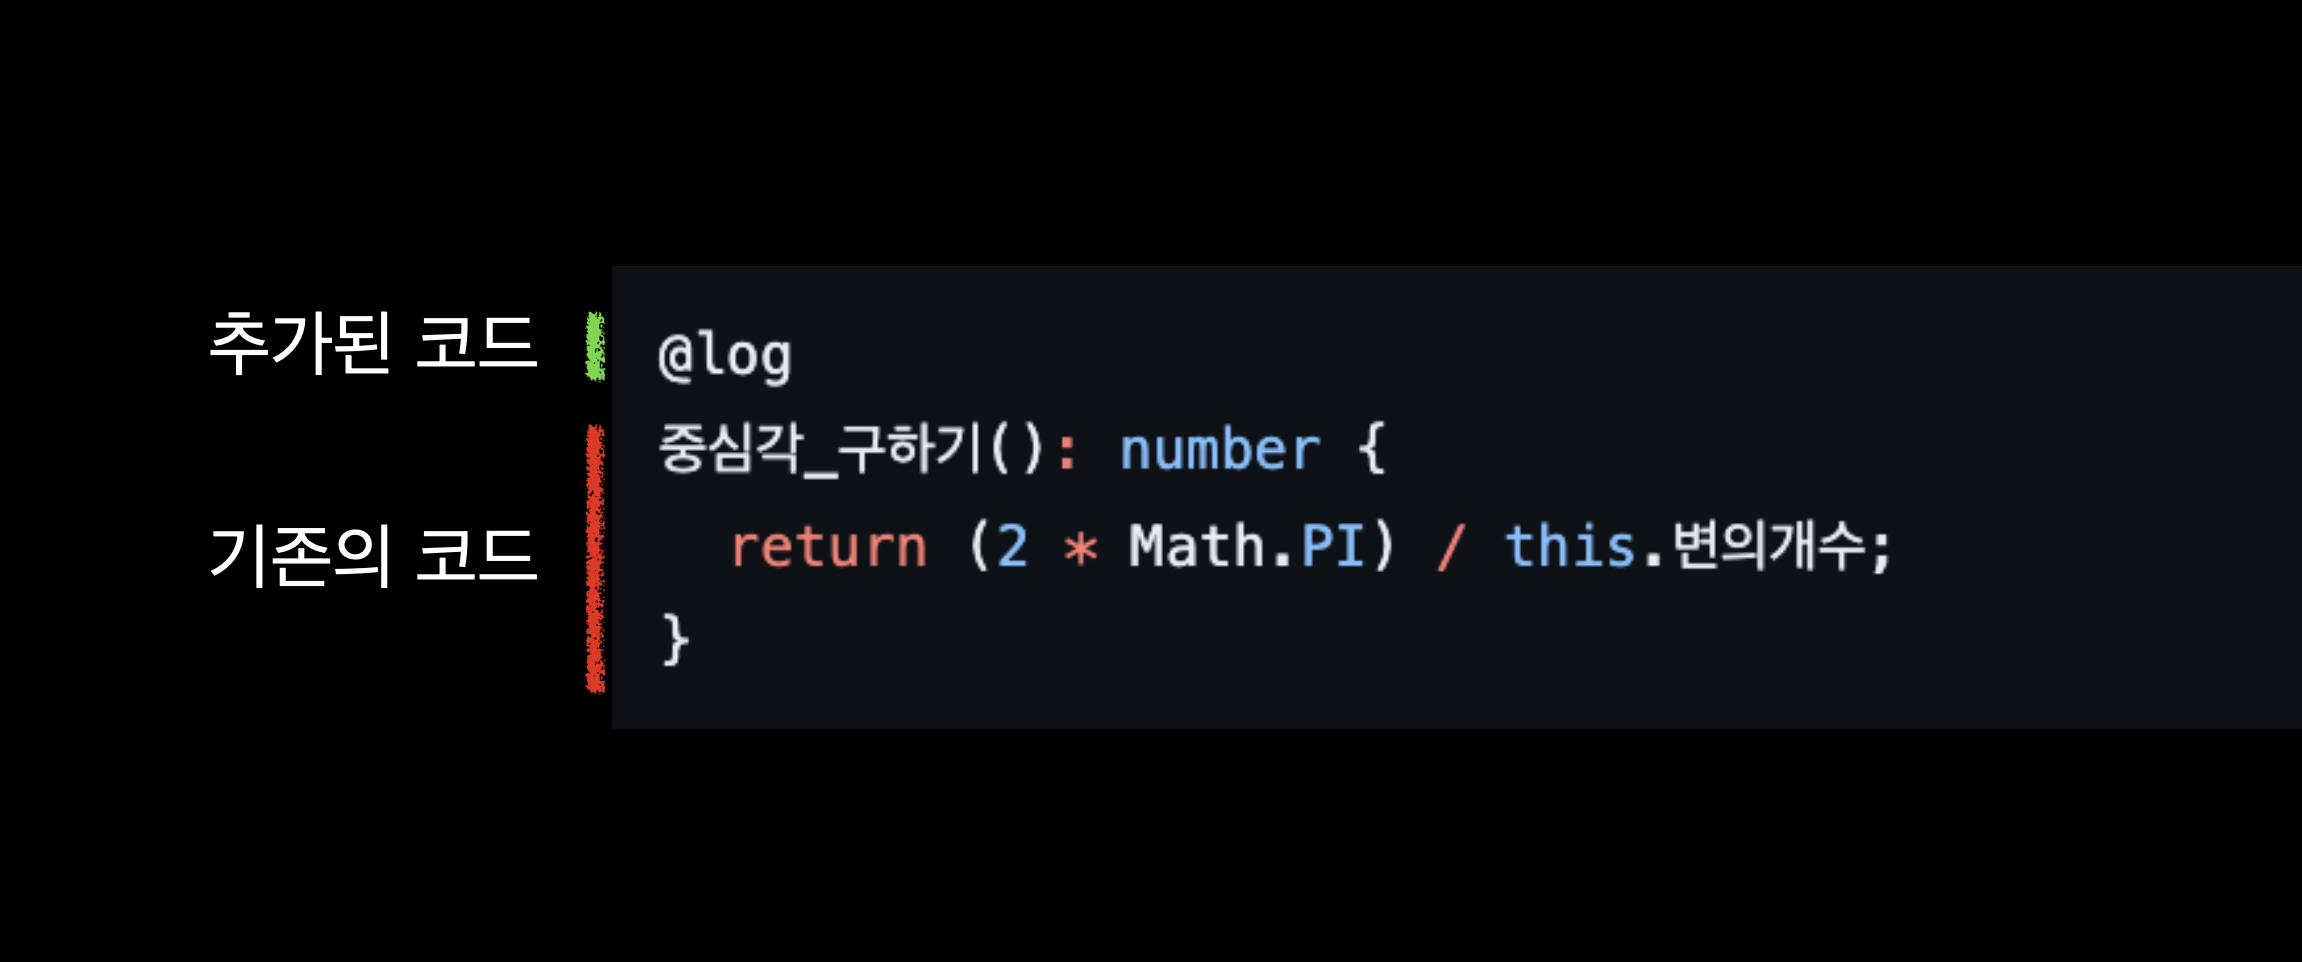 추가된 코드
@log
기존의 코드
중심각_구하기(): number {
  return (2 * Math.PI) / this.변의개수;
}